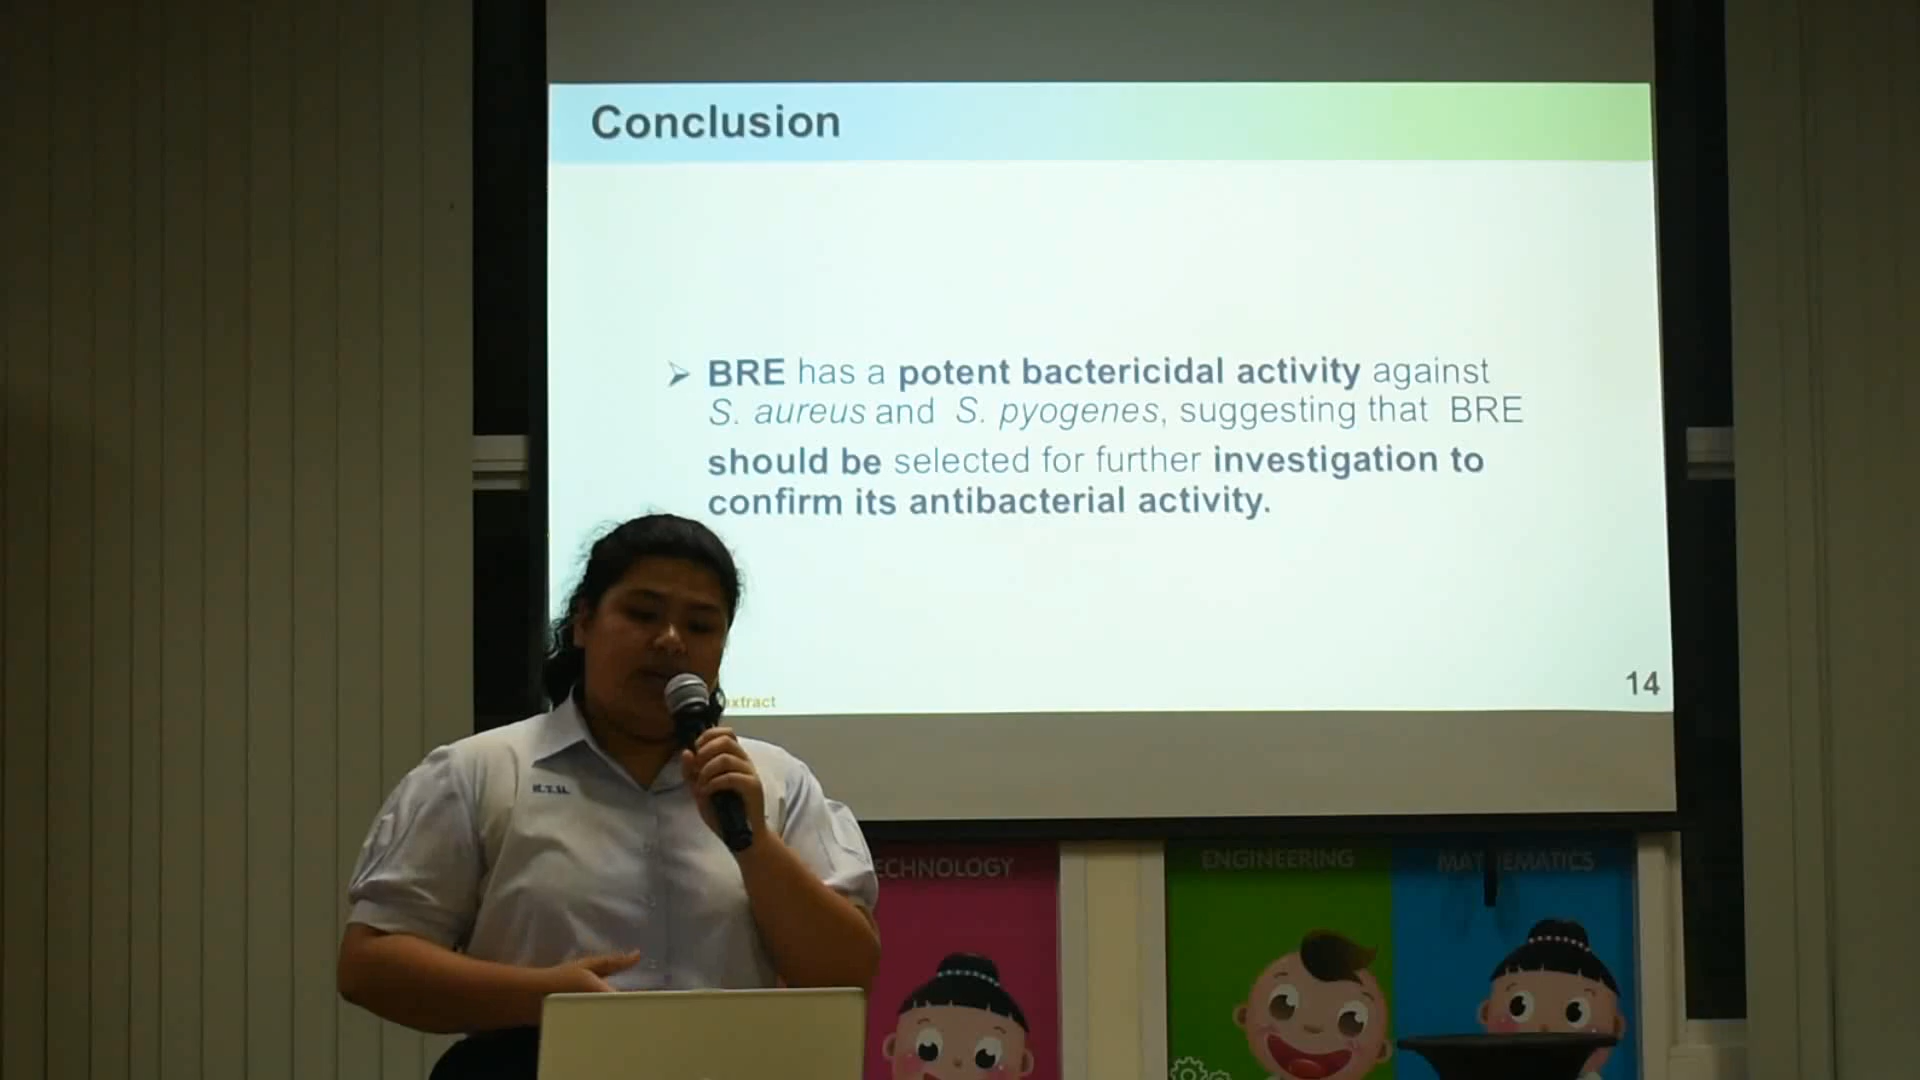 Conclusion
➢ BRE has a potent bactericidal activity against
S. aureus and S. pyogenes, suggesting that BRE
should be selected for further investigation to
confirm its antibacterial activity.
14
extract
ECHNOLOGY
ENGINEERING
MATHEMATICS